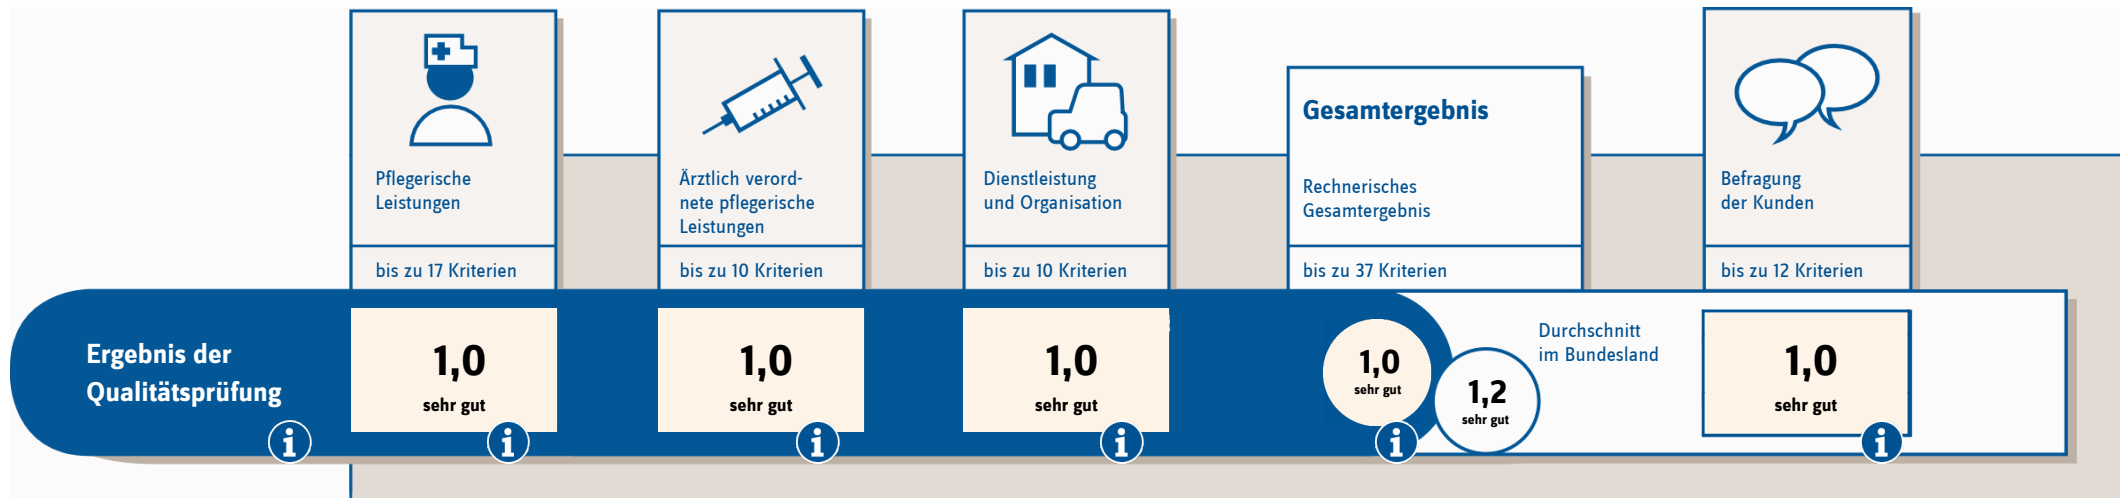 Pflegerische
Leistungen
bis zu 17 Kriterien
Ärztlich verord-
nete pflegerische
Leistungen
bis zu 10 Kriterien
Dienstleistung
und Organisation
bis zu 10 Kriterien
Gesamtergebnis
Rechnerisches
Gesamtergebnis
bis zu 37 Kriterien
Befragung
der Kunden
bis zu 12 Kriterien
Ergebnis der
Qualitätsprüfung
i
1,0
sehr gut
i
1,0
sehr gut
i
1,0
sehr gut
i
1,0
sehr gut
i
1,2
sehr gut
Durchschnitt
im Bundesland
1,0
sehr gut
i